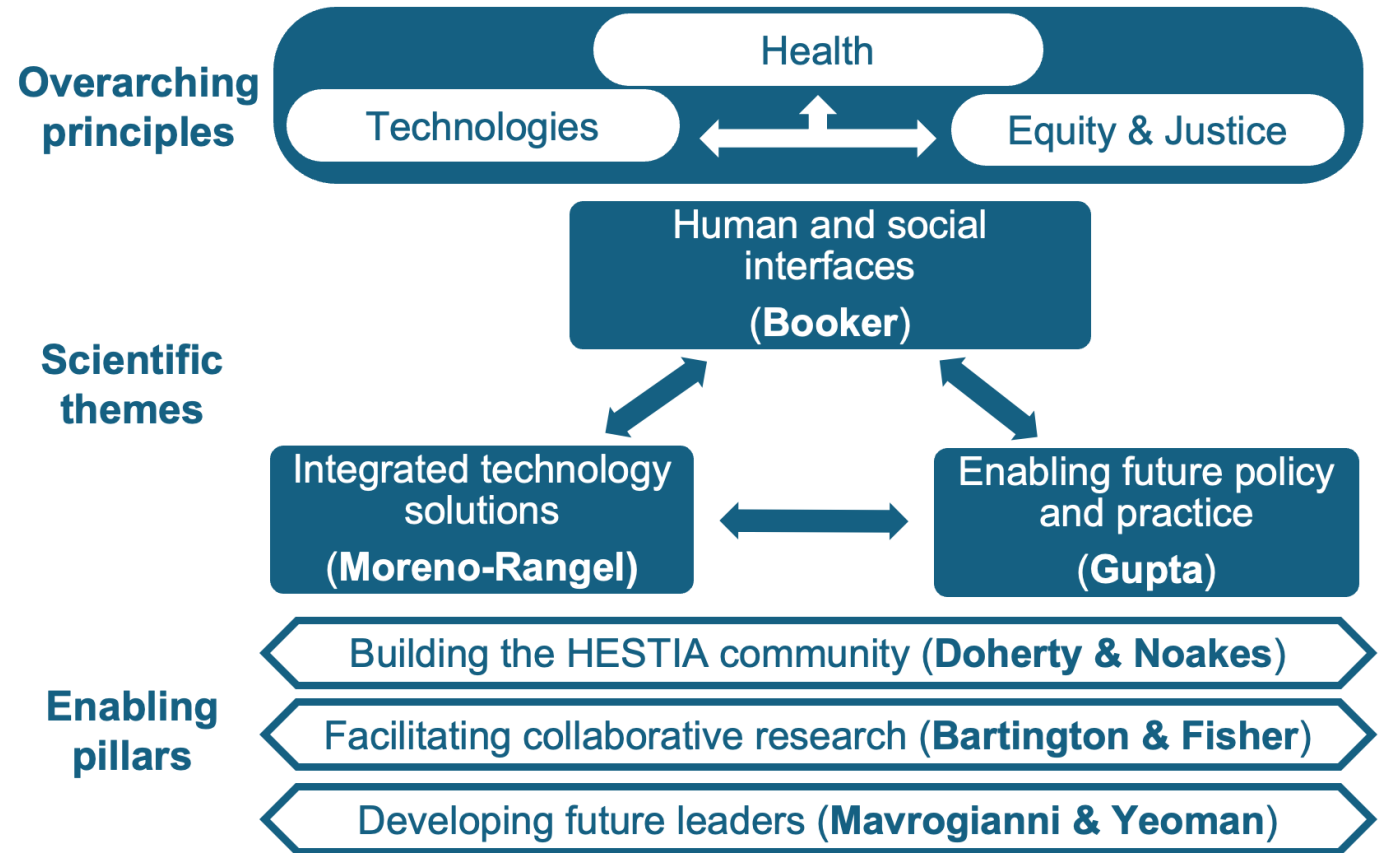 Overarching
principles
Health
Technologies
Equity & Justice
Human and social
interfaces
(Booker)
Scientific
themes
Integrated technology
solutions
(Moreno-Rangel)
Enabling future policy
and practice
(Gupta)
Enabling
pillars
Building the HESTIA community (Doherty & Noakes)
Facilitating collaborative research (Bartington & Fisher)
Developing future leaders (Mavrogianni & Yeoman)